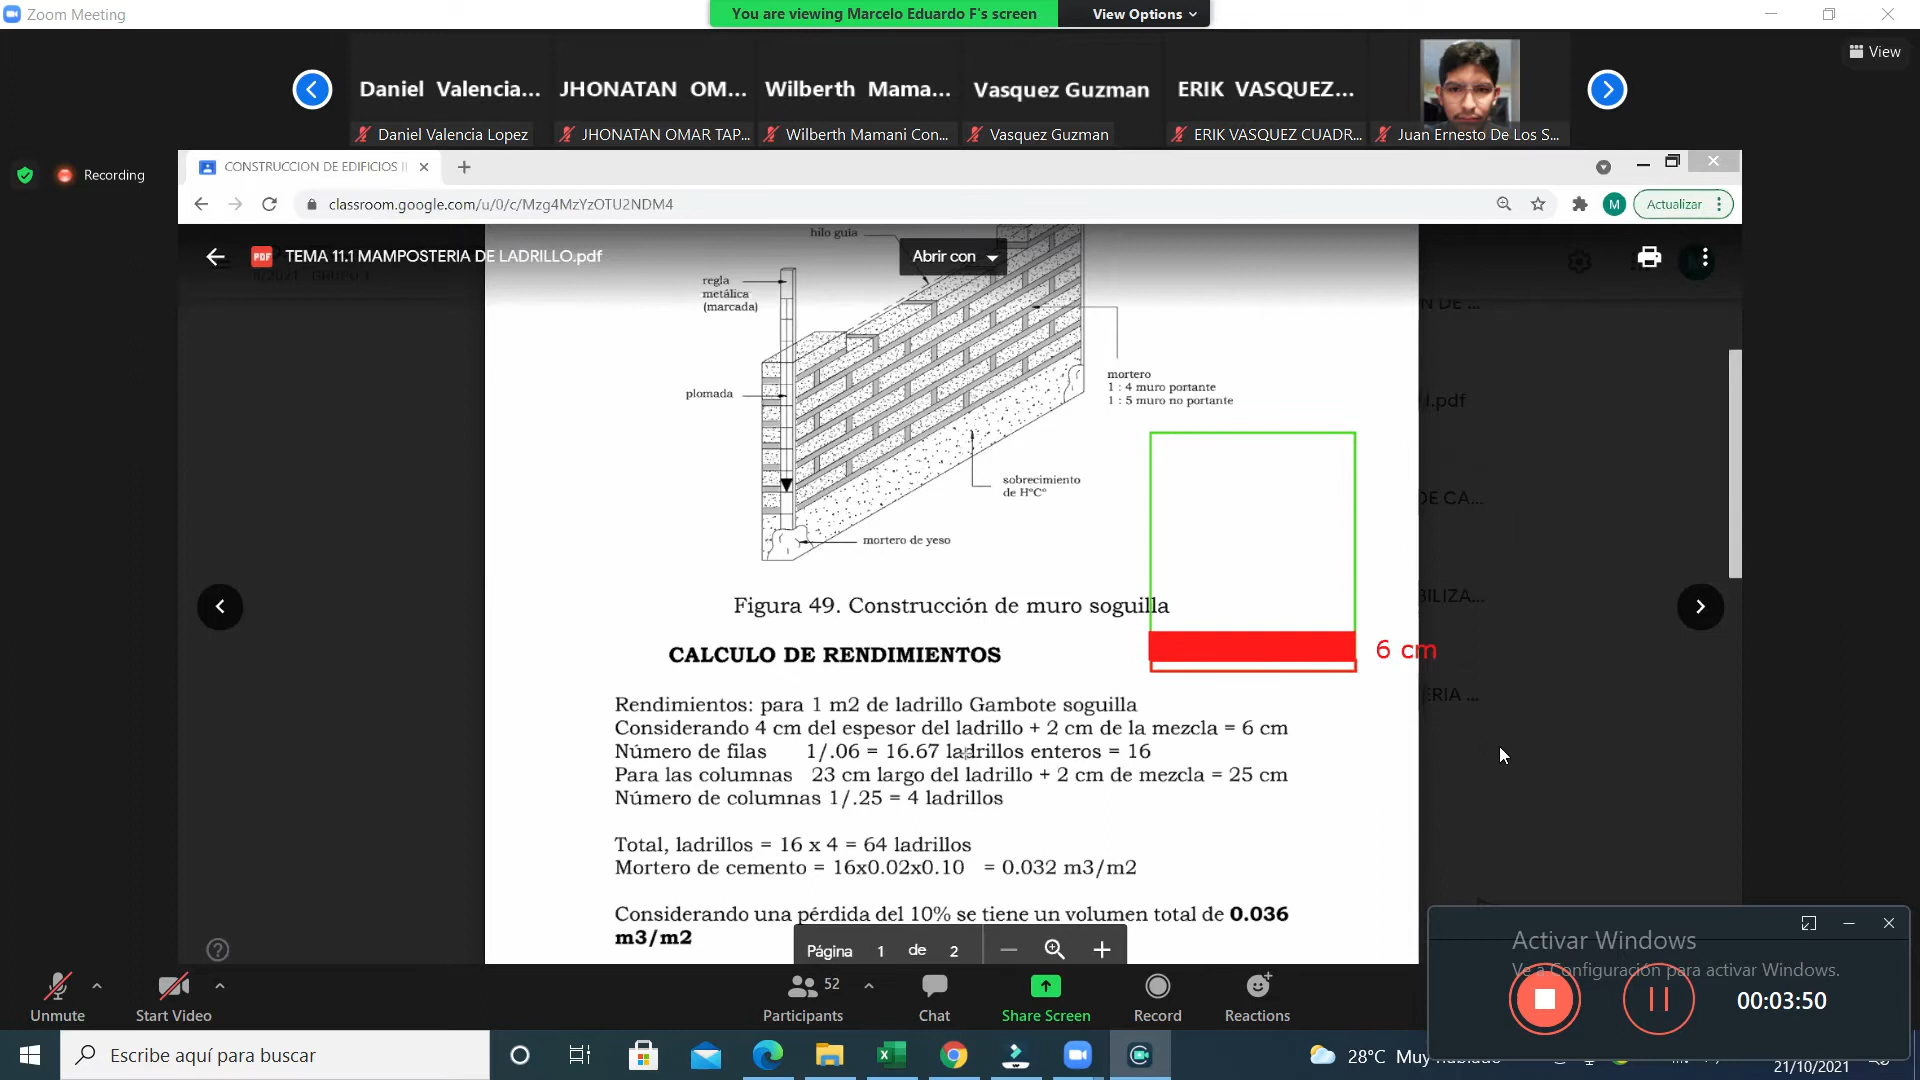 Zoom Meeting
You are viewing Marcelo Eduardo F's screen
View Options
View
Daniel Valencia...
JHONATAN OM...
Wilberth Mama...
Vasquez Guzman
ERIK VASQUEZ...
Daniel Valencia Lopez
JHONATAN OMAR TAP...
Wilberth Mamani Con...
Vasquez Guzman
ERIK VASQUEZ CUADR...
Juan Ernesto De Los S...
Recording
CONSTRUCCION DE EDIFICIOS I
classroom.google.com/u/0/c/Mzg4MzYzOTU2NDM4
M
Actualizar
PDF
TEMA 11.1 MAMPOSTERIA DE LADRILLO.pdf
Abrir con
hilo guia
regla
metálica
(marcada)
plomada
mortero
1 : 4 muro portante
1 : 5 muro no portante
sobrecimiento
de HºCº
mortero de yeso
Figura 49. Construcción de muro soguilla
6 cm
CALCULO DE RENDIMIENTOS
Rendimientos: para 1 m2 de ladrillo Gambote soguilla
Considerando 4 cm del espesor del ladrillo + 2 cm de la mezcla = 6 cm
Número de filas 1/.06 = 16.67 ladrillos enteros = 16
Para las columnas 23 cm largo del ladrillo + 2 cm de mezcla = 25 cm
Número de columnas 1/.25 = 4 ladrillos
Total, ladrillos = 16 x 4 = 64 ladrillos
Mortero de cemento = 16x0.02x0.10 = 0.032 m3/m2
Considerando una pérdida del 10% se tiene un volumen total de 0.036
m3/m2
Página 1 de 2
Activar Windows
Ve a Configuración para activar Windows.
00:03:50
Unmute
Start Video
52
Participants
Chat
Share Screen
Record
Reactions
Escribe aquí para buscar
28°C
21/10/2021